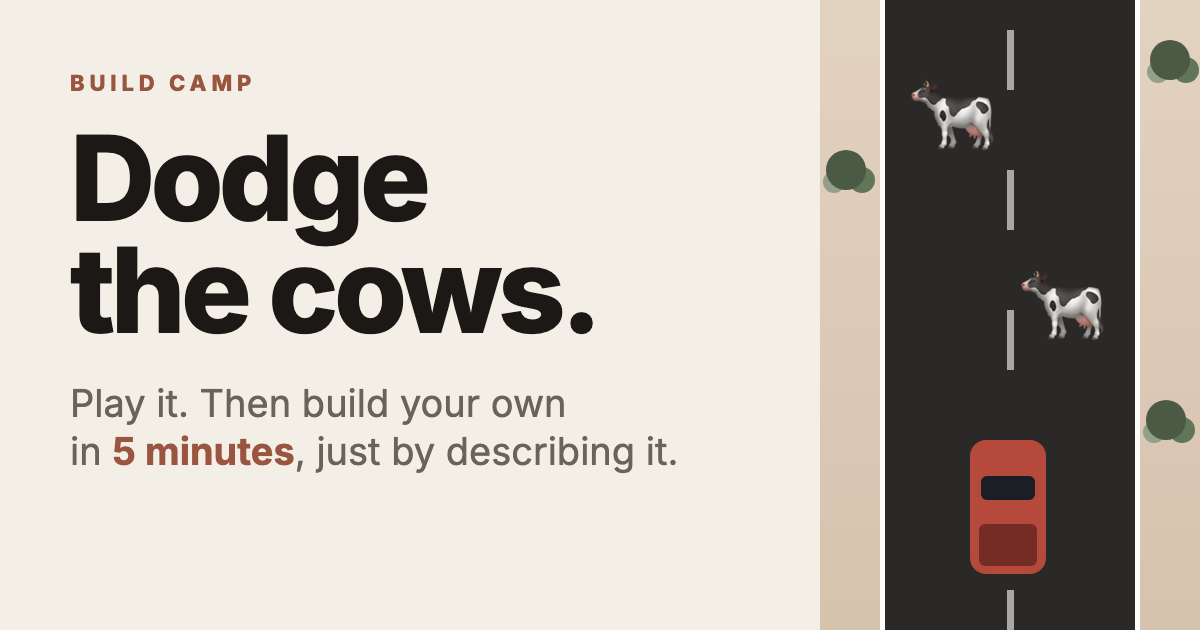 BUILD CAMP
Dodge
the cows.
Play it. Then build your own
in 5 minutes, just by describing it.